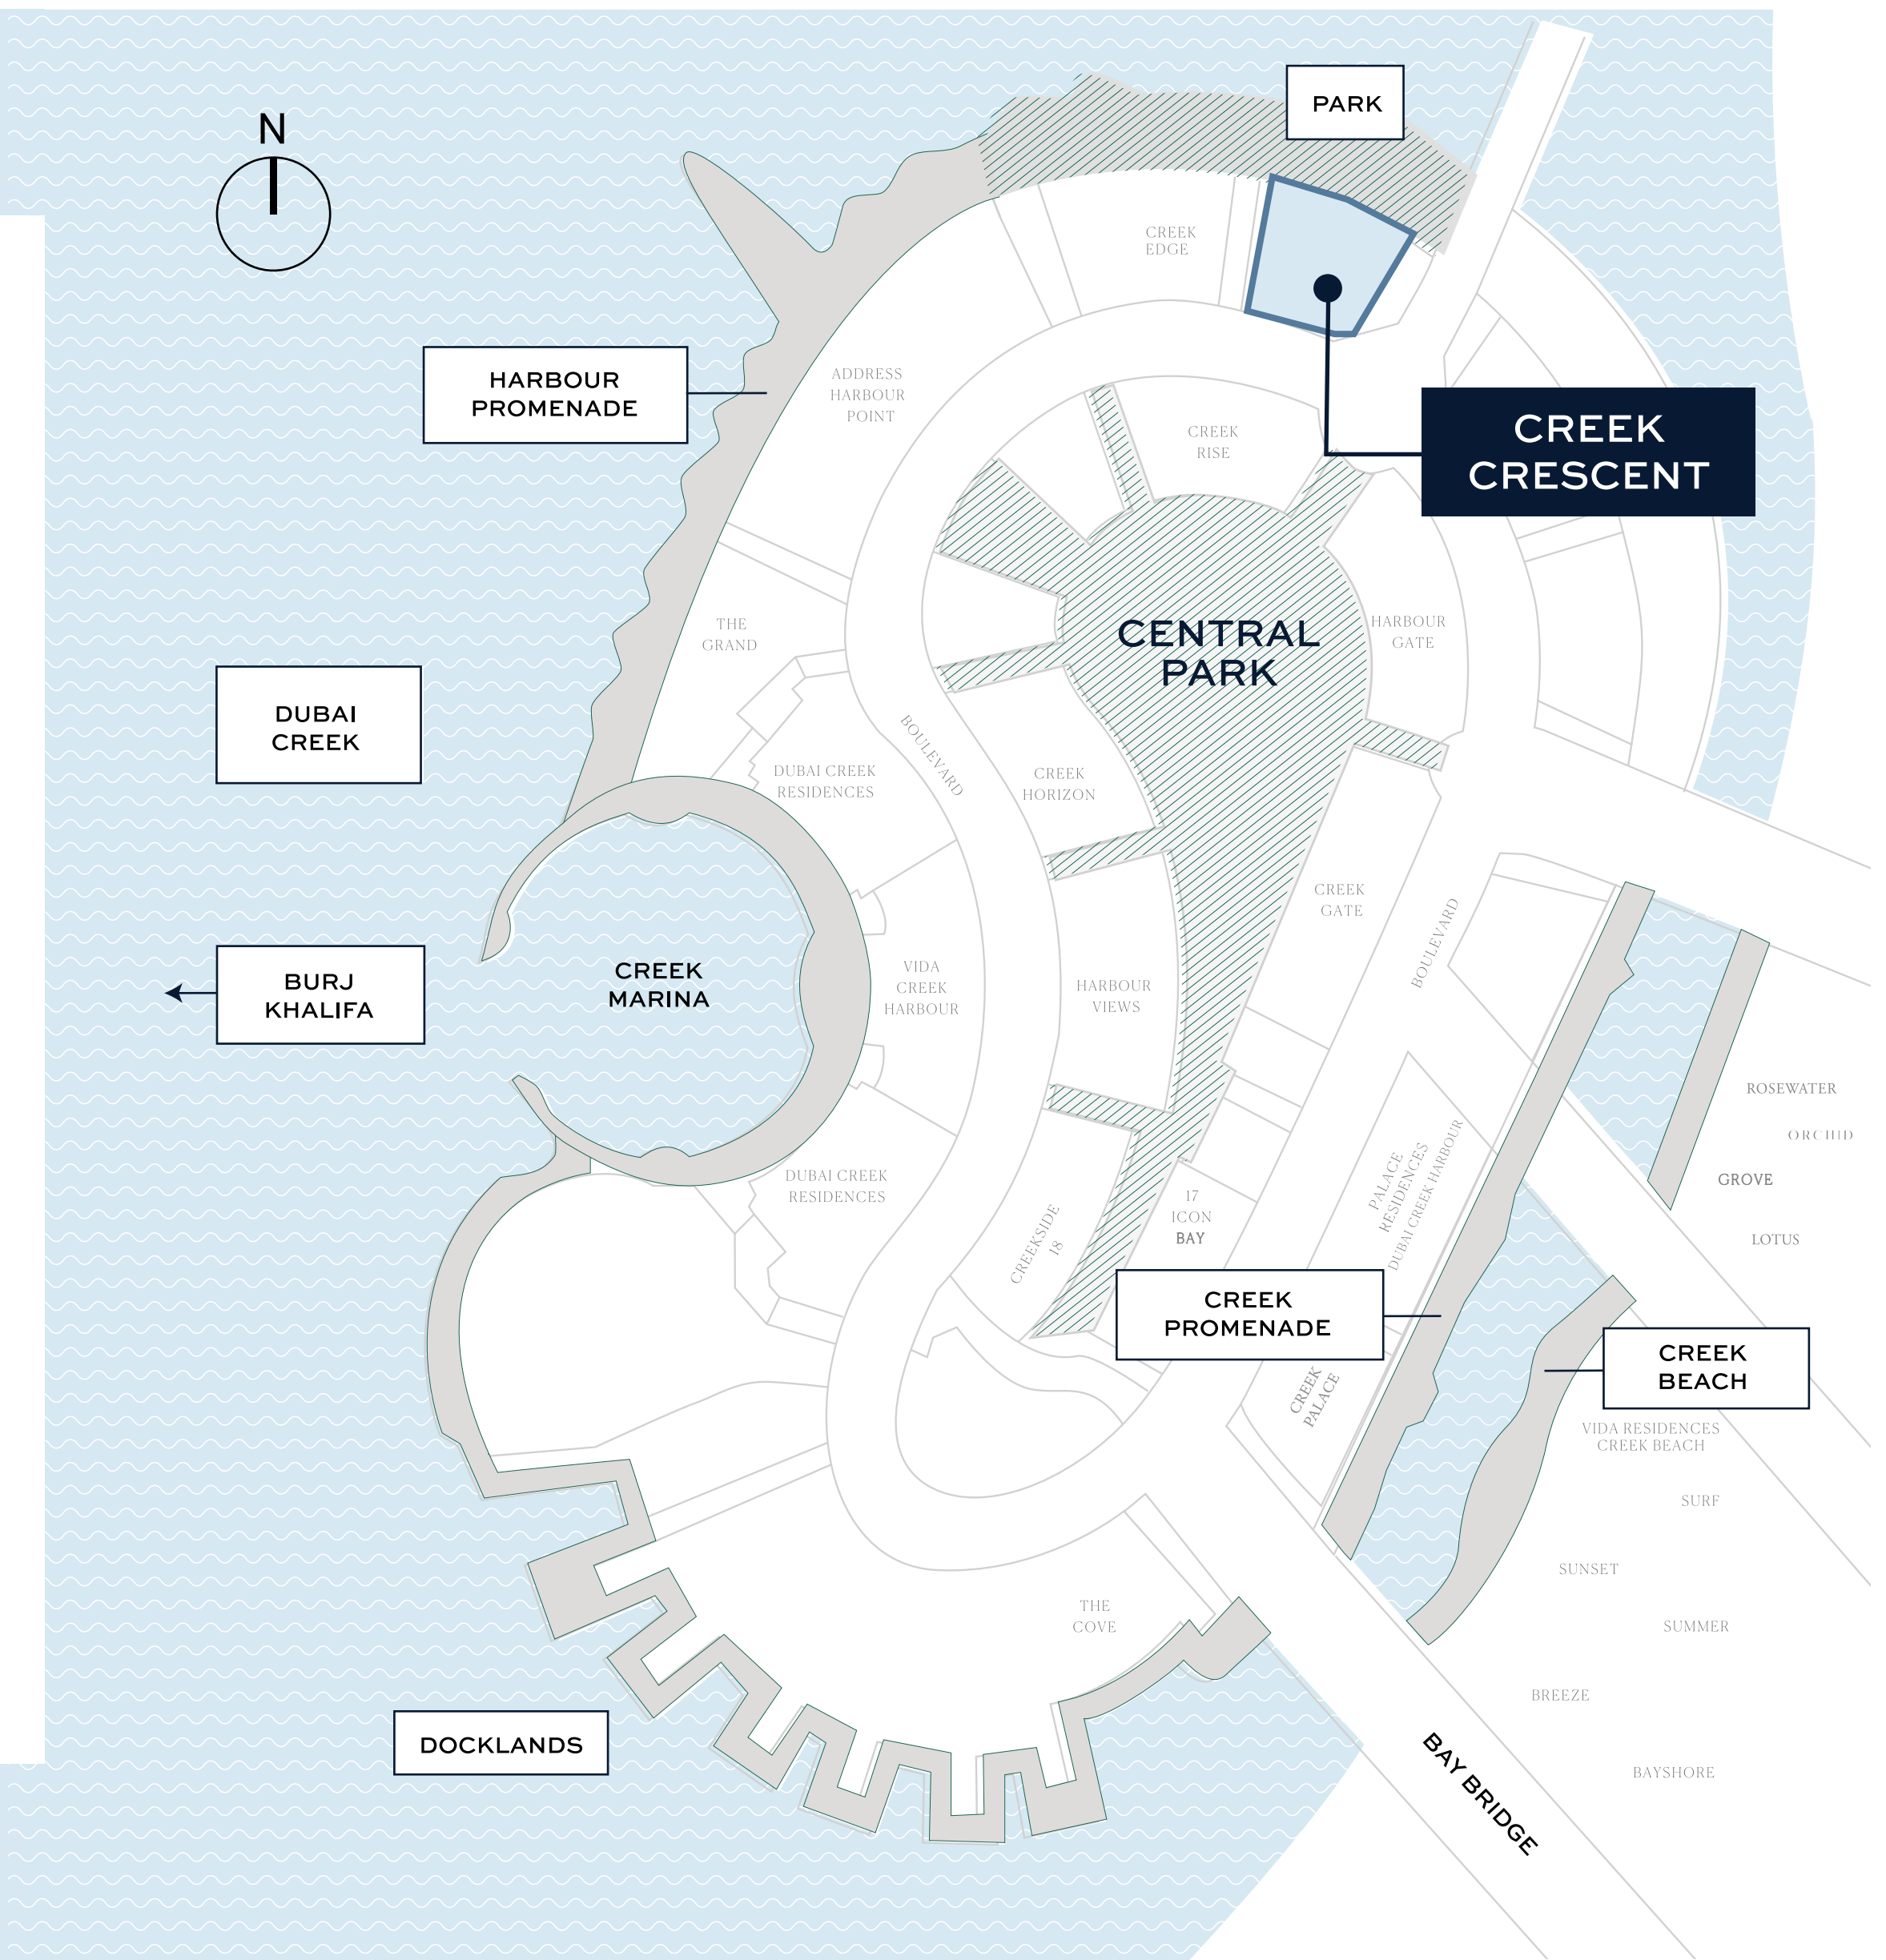 PARK
N
CREEK
EDGE
HARBOUR
PROMENADE
ADDRESS
HARBOUR
POINT
CREEK
RISE
CREEK
CRESCENT
THE
GRAND
CENTRAL
PARK
HARBOUR
GATE
DUBAI
CREEK
BOULEVARD
DUBAI CREEK
RESIDENCES
CREEK
HORIZON
CREEK
GATE
BOULEVARD
BURJ
KHALIFA
CREEK
MARINA
VIDA
CREEK
HARBOUR
HARBOUR
VIEWS
ROSEWATER
ORCHID
GROVE
LOTUS
DUBAI CREEK
RESIDENCES
CREEKSIDE
18
17
ICON
BAY
PALACE
RESIDENCES
DUBAI CREEK HARBOUR
CREEK
PROMENADE
CREEK
BEACH
CREEK
PALACE
VIDA RESIDENCES
CREEK BEACH
SURF
SUNSET
THE
COVE
SUMMER
BREEZE
DOCKLANDS
BAY BRIDGE
BAYSHORE